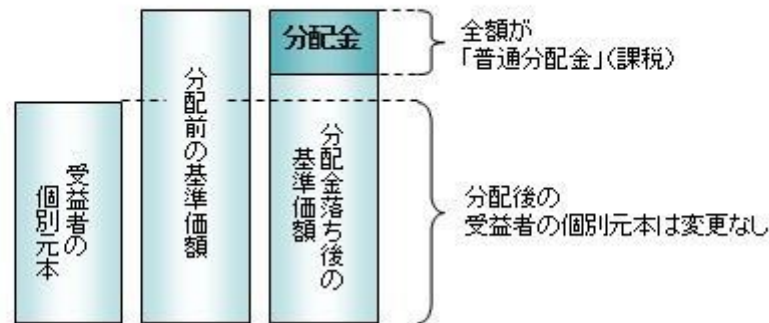 受益者の
個別元本
分配前の基準価額
分配金
分配金落ち後の
基準価額
全額が
「普通分配金」(課税)
分配後の
受益者の個別元本は変更なし